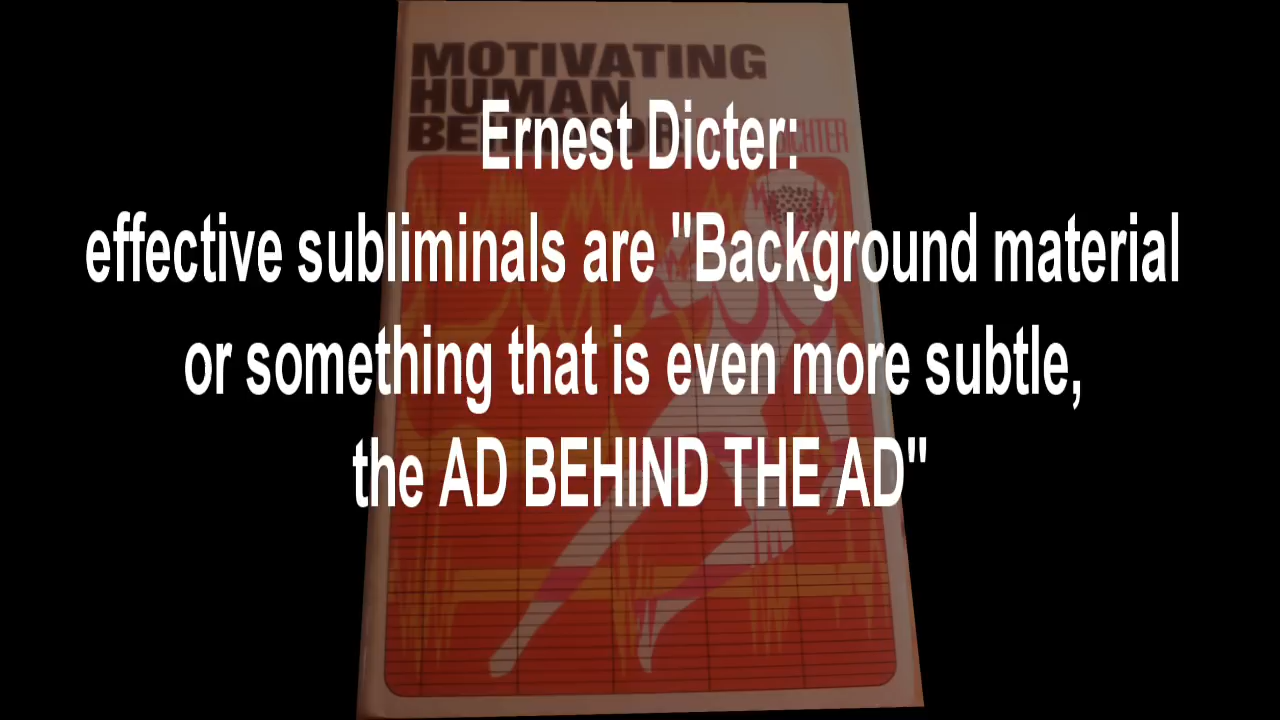 MOTIVATING
HUMAN
Ernest Dicter:
effective subliminals are "Background material
or something that is even more subtle,
the AD BEHIND THE AD"